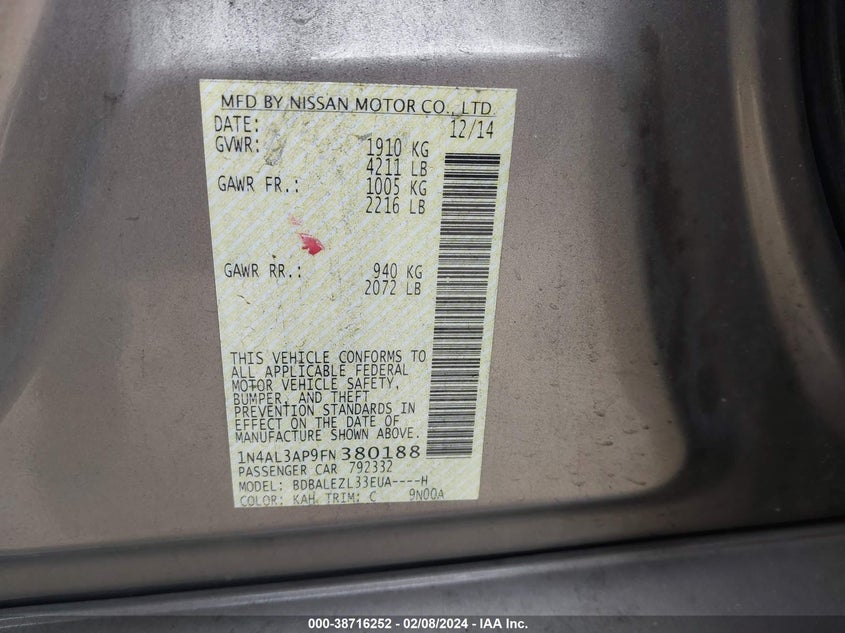 MFD BY NISSAN MOTOR CO., LTD.
DATE: 12/14
GVWR: 1910 KG
4211 LB
GAWR FR.: 1005 KG
2216 LB
GAWR RR.: 940 KG
2072 LB
THIS VEHICLE CONFORMS TO
ALL APPLICABLE FEDERAL
MOTOR VEHICLE SAFETY,
BUMPER, AND THEFT
PREVENTION STANDARDS IN
EFFECT ON THE DATE OF
MANUFACTURE SHOWN ABOVE.
1N4AL3AP9FN380188
PASSENGER CAR 792332
MODEL: BDBALEZL33EUA----H
COLOR: KAH TRIM: C 9N00A
000-38716252 - 02/08/2024 - IAA Inc.